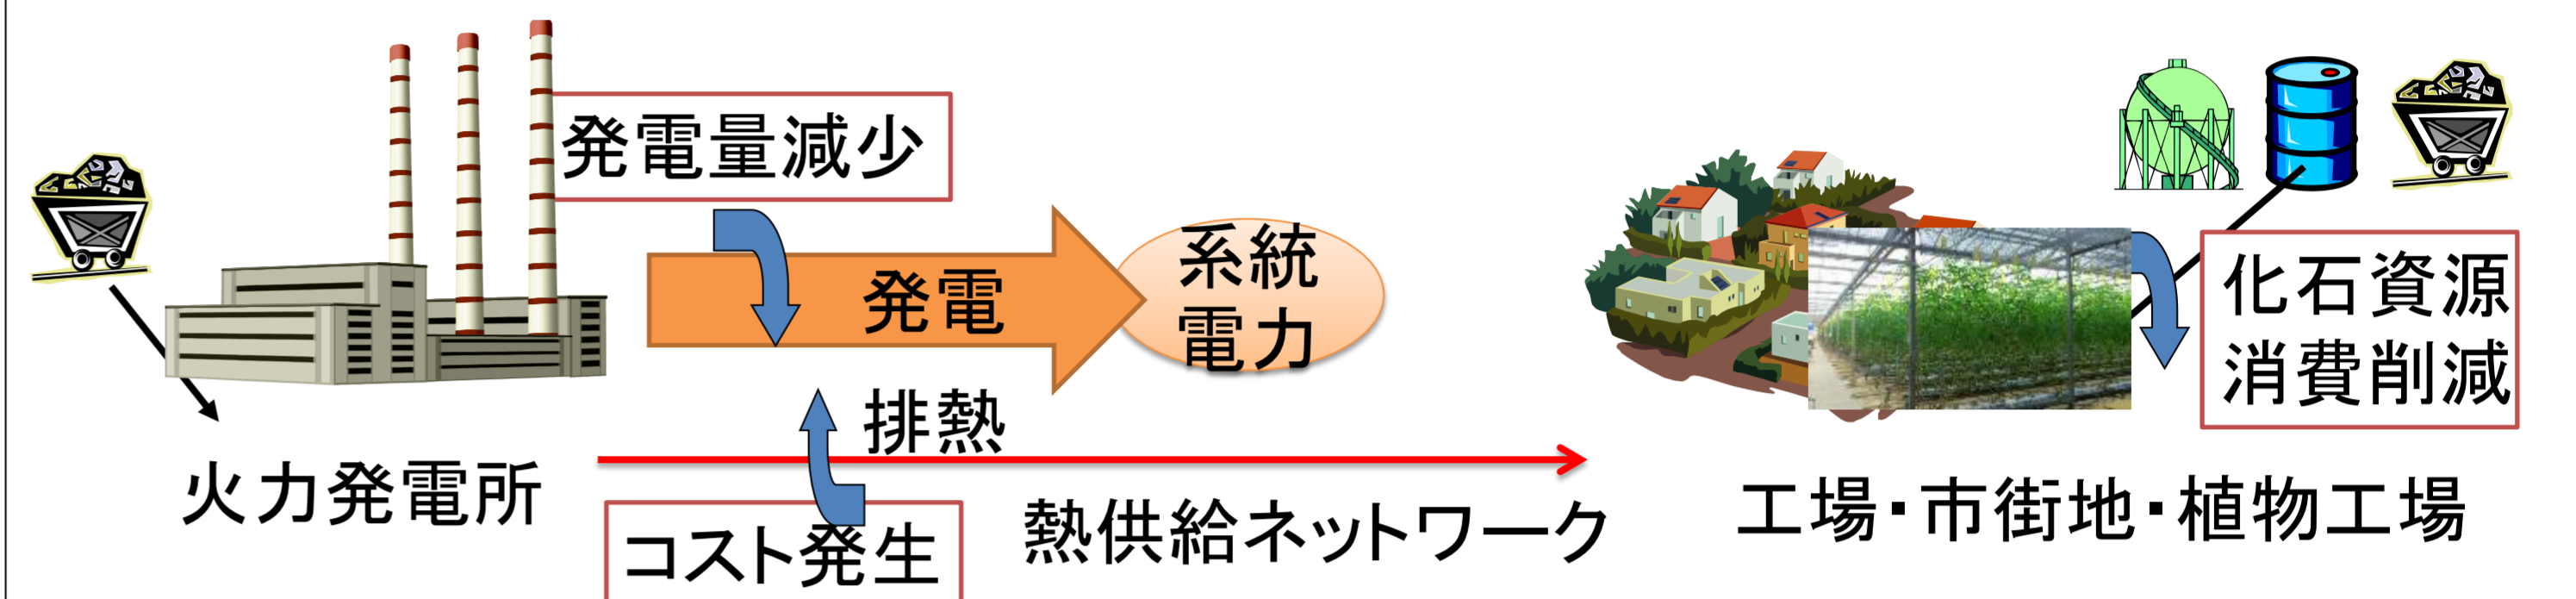 発電量減少
発電
系統
電力
化石資源
消費削減
排熱
火力発電所
コスト発生
熱供給ネットワーク
工場・市街地・植物工場